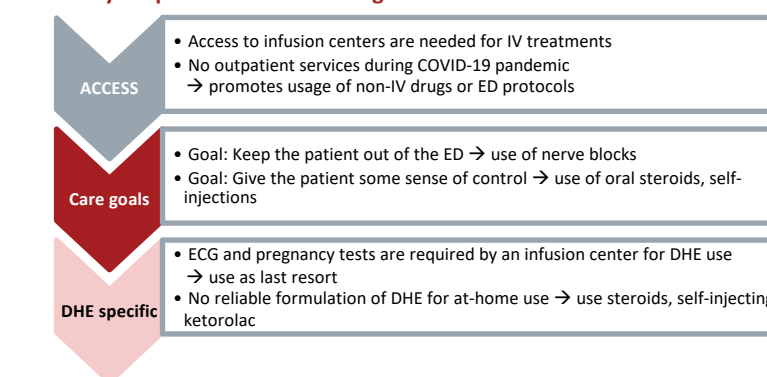 ACCESS
• Access to infusion centers are needed for IV treatments
• No outpatient services during COVID-19 pandemic
→ promotes usage of non-IV drugs or ED protocols
Care goals
• Goal: Keep the patient out of the ED → use of nerve blocks
• Goal: Give the patient some sense of control → use of oral steroids, self-
injections
DHE specific
• ECG and pregnancy tests are required by an infusion center for DHE use
→ use as last resort
• No reliable formulation of DHE for at-home use → use steroids, self-injecting
ketorolac